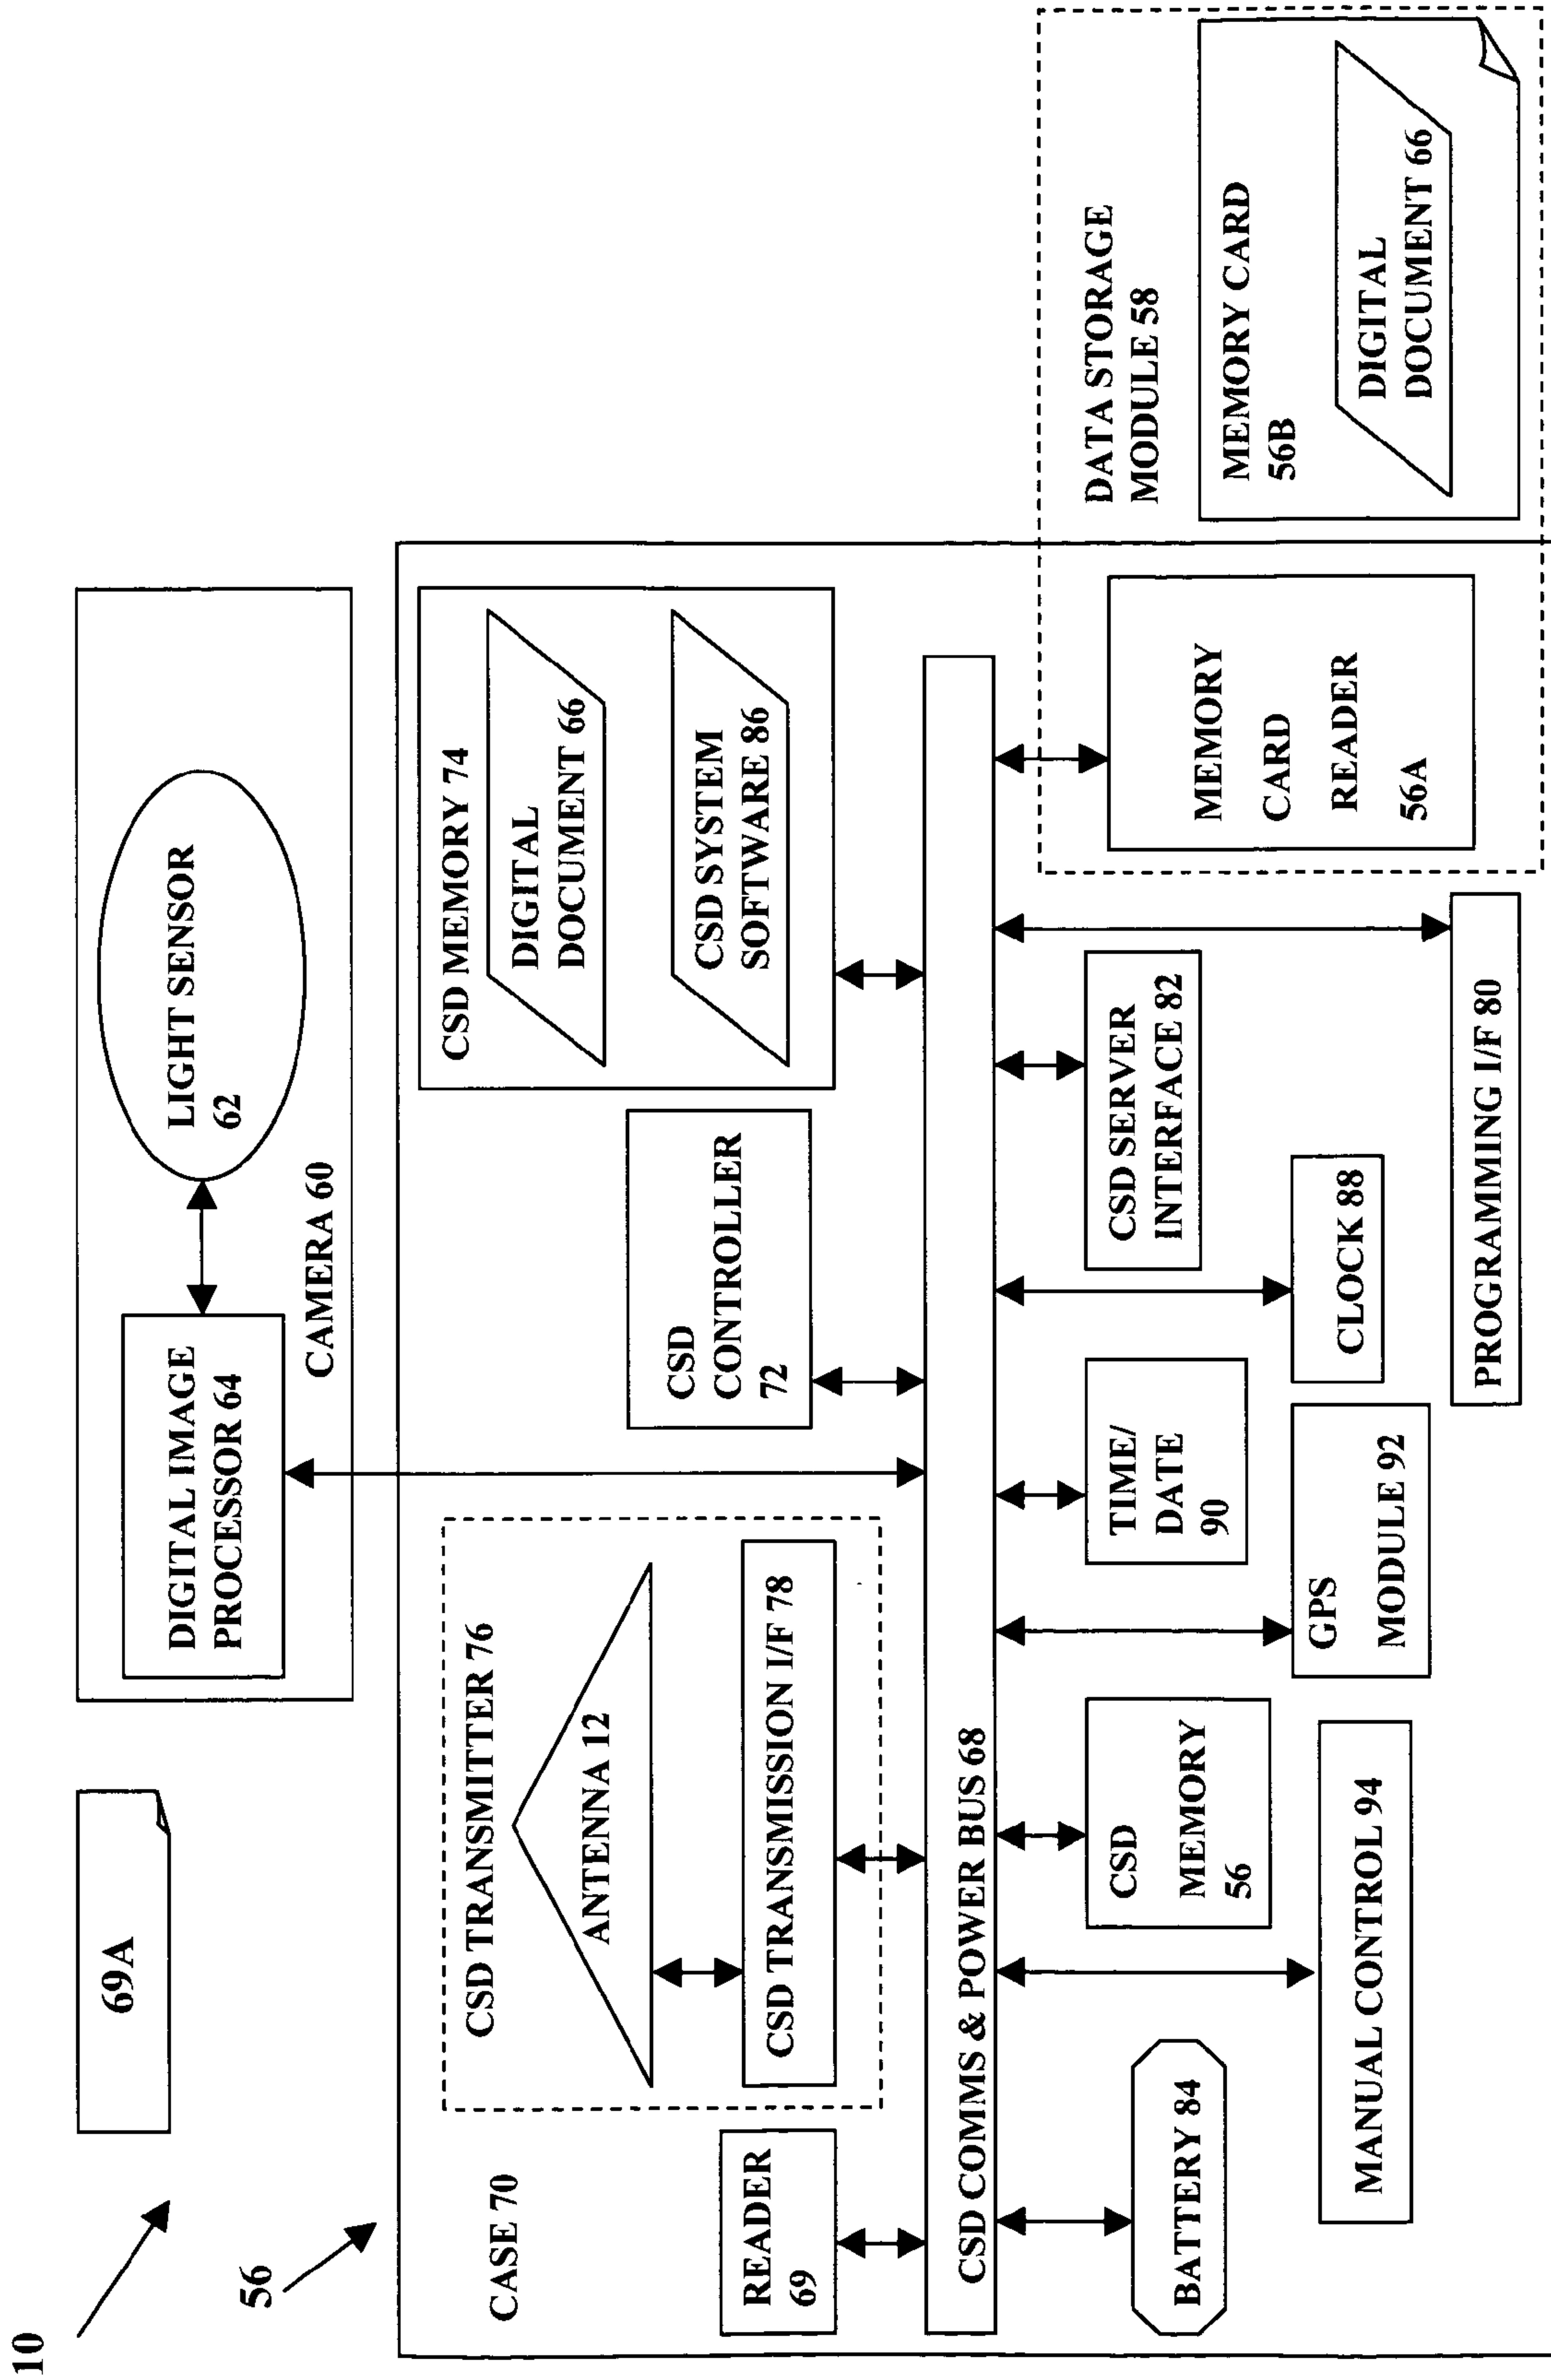 10
56
69A
DIGITAL IMAGE
PROCESSOR 64
LIGHT SENSOR
62
CAMERA 60
CASE 70
CSD TRANSMITTER 76
ANTENNA 12
CSD TRANSMISSION I/F 78
READER
69
CSD
CONTROLLER
72
CSD MEMORY 74
DIGITAL
DOCUMENT 66
CSD SYSTEM
SOFTWARE 86
CSD COMMS & POWER BUS 68
BATTERY 84
MANUAL CONTROL 94
CSD
MEMORY
56
GPS
MODULE 92
TIME/
DATE
90
CLOCK 88
CSD SERVER
INTERFACE 82
PROGRAMMING I/F 80
MEMORY
CARD
READER
56A
DATA STORAGE
MODULE 58
MEMORY CARD
56B
DIGITAL
DOCUMENT 66